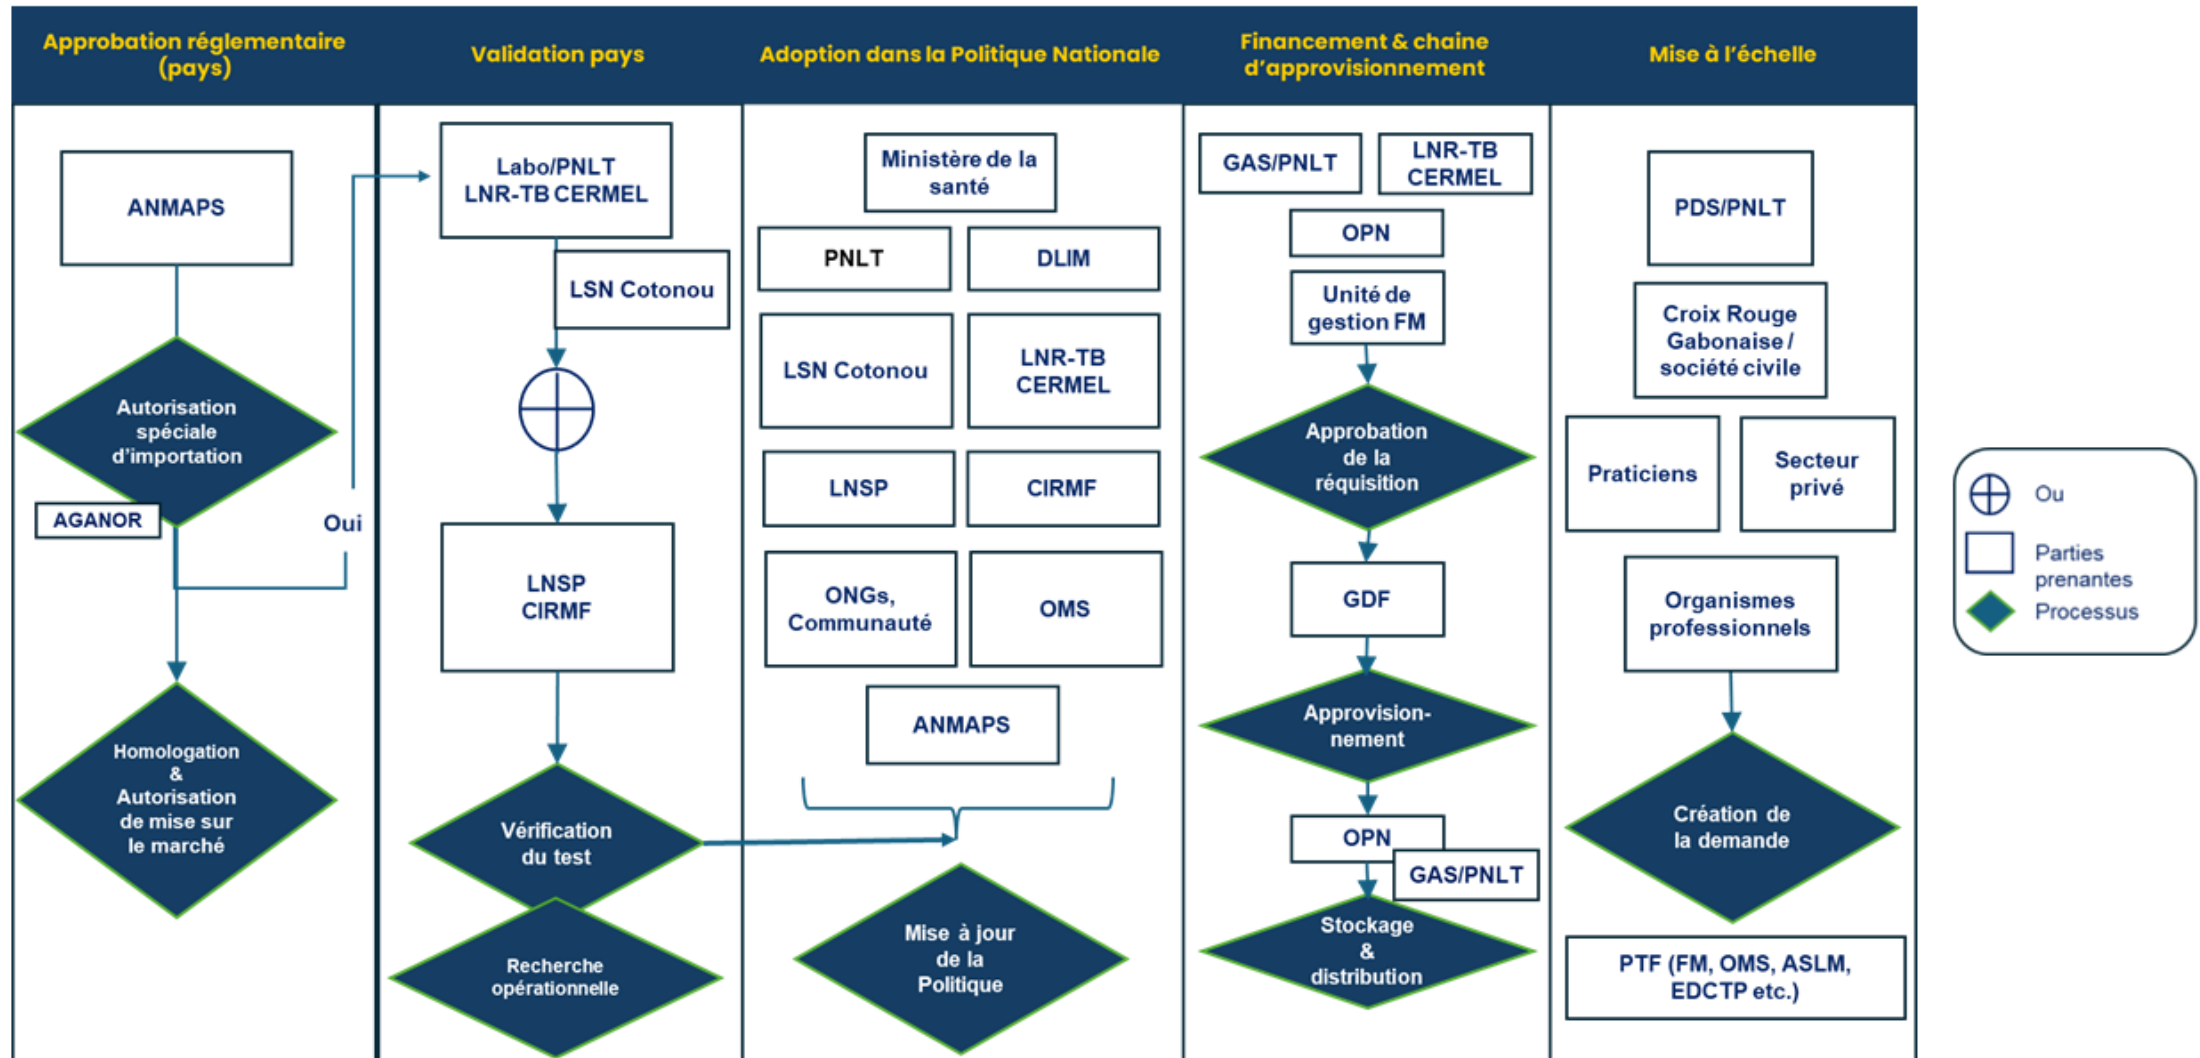 Approbation réglementaire
(pays)
Validation pays
Adoption dans la Politique Nationale
Financement & chaine
d'approvisionnement
Mise à l'échelle
ANMAPS
Autorisation
spéciale
d'importation
AGANOR
Oui
Homologation
&
Autorisation
de mise sur
le marché
Labo/PNLT
LNR-TB CERMEL
LSN Cotonou
LNSP
CIRMF
Vérification
du test
Recherche
opérationnelle
Ministère de la
santé
PNLT
DLIM
LSN Cotonou
LNR-TB
CERMEL
LNSP
CIRMF
ONGs,
Communauté
OMS
ANMAPS
Mise à jour
de la
Politique
GAS/PNLT
LNR-TB
CERMEL
OPN
Unité de
gestion FM
Approbation
de la
réquisition
GDF
Approvision-
nement
OPN
GAS/PNLT
Stockage
&
distribution
PDS/PNLT
Croix Rouge
Gabonaise /
société civile
Praticiens
Secteur
privé
Organismes
professionnels
Création de
la demande
PTF (FM, OMS, ASLM,
EDCTP etc.)
Ou
Parties
prenantes
Processus